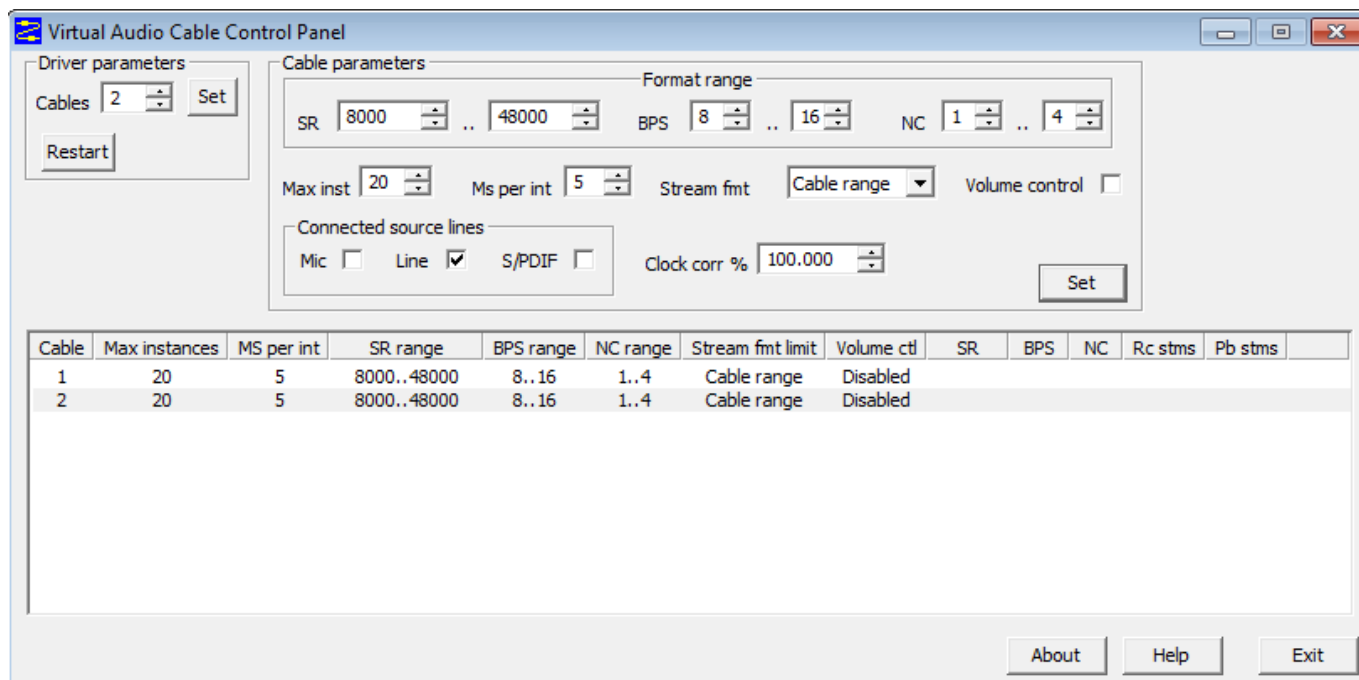 Virtual Audio Cable Control Panel
Driver parameters
Cables 2 Set
Restart
Cable parameters
Format range
SR 8000 .. 48000 BPS 8 .. 16 NC 1 .. 4
Max inst 20 Ms per int 5 Stream fmt Cable range Volume control
Connected source lines
Mic Line S/PDIF Clock corr % 100.000
Set
Cable Max instances MS per int SR range BPS range NC range Stream fmt limit Volume ctl SR BPS NC Rc stms Pb stms
1 20 5 8000..48000 8..16 1..4 Cable range Disabled
2 20 5 8000..48000 8..16 1..4 Cable range Disabled
About Help Exit